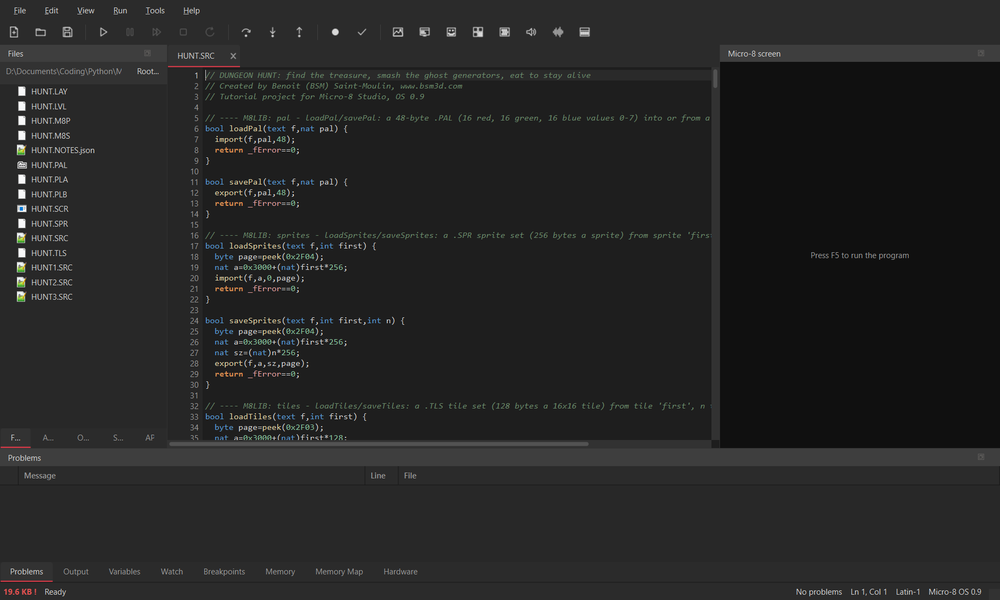 File Edit View Run Tools Help
Files
HUNT.SRC
Micro-8 screen
D:\Documents\Coding\Python\M Root...
HUNT.LAY
HUNT.LVL
HUNT.M8P
HUNT.M8S
HUNT.NOTES.json
HUNT.PAL
HUNT.PLA
HUNT.PLB
HUNT.SCR
HUNT.SPR
HUNT.SRC
HUNT.TLS
HUNT1.SRC
HUNT2.SRC
HUNT3.SRC
F... A... O... S... AF
1 // DUNGEON HUNT: find the treasure, smash the ghost generators, eat to stay alive
2 // Created by Benoit (BSM) Saint-Moulin, www.bsm3d.com
3 // Tutorial project for Micro-8 Studio, OS 0.9
4
5 // ---- M8LIB: pal - loadPal/savePal: a 48-byte .PAL (16 red, 16 green, 16 blue values 0-7) into or from a
6 bool loadPal(text f,nat pal) {
7 import(f,pal,48);
8 return _fError==0;
9 }
10
11 bool savePal(text f,nat pal) {
12 export(f,pal,48);
13 return _fError==0;
14 }
15
16 // ---- M8LIB: sprites - loadSprites/saveSprites: a .SPR sprite set (256 bytes a sprite) from sprite 'first
17 bool loadSprites(text f,int first) {
18 byte page=peek(0x2F04);
19 nat a=0x3000+(nat)first*256;
20 import(f,a,0,page);
21 return _fError==0;
22 }
23
24 bool saveSprites(text f,int first,int n) {
25 byte page=peek(0x2F04);
26 nat a=0x3000+(nat)first*256;
27 nat sz=(nat)n*256;
28 export(f,a,sz,page);
29 return _fError==0;
30 }
31
32 // ---- M8LIB: tiles - loadTiles/saveTiles: a .TLS tile set (128 bytes a 16x16 tile) from tile 'first', n
33 bool loadTiles(text f,int first) {
34 byte page=peek(0x2F03);
35 nat a=0x3000+(nat)first*128;
Press F5 to run the program
Problems
Message Line File
Problems Output Variables Watch Breakpoints Memory Memory Map Hardware
19.6 KB ! Ready No problems Ln 1, Col 1 Latin-1 Micro-8 OS 0.9